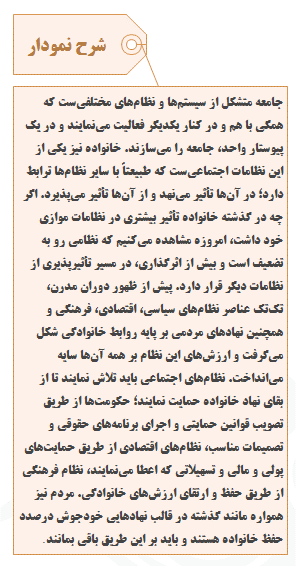 شرح نمودار
جامعه متشکل از سیستم‌ها و نظام‌های مختلفی‌ست که
همگی با هم و در کنار یکدیگر فعالیت می‌نمایند و در یک
پیوستار واحد، جامعه را می‌سازند. خانواده نیز یکی از
این نظامات اجتماعی‌ست که طبیعتاً با سایر نظام‌ها ترابط
دارد؛ در آن‌ها تأثیر می‌نهد و از آن‌ها تأثیر می‌پذیرد. اگر
چه در گذشته خانواده تأثیر بیشتری در نظامات موازی
خود داشت، امروزه مشاهده می‌کنیم که نظامی رو به
تضعیف است و بیش از اثرگذاری، در مسیر تأثیرپذیری از
نظامات دیگر قرار دارد. پیش از ظهور دوران مدرن،
تک‌تک عناصر نظام‌های سیاسی، اقتصادی، فرهنگی و
همچنین نهادهای مردمی بر پایه روابط خانوادگی شکل
می‌گرفت و ارزش‌های این نظام بر همه آن‌ها سایه
می‌انداخت. نظام‌های اجتماعی باید تلاش نمایند تا از
بقای نهاد خانواده حمایت نمایند؛ حکومت‌ها از طریق
تصویب قوانین حمایتی و اجرای برنامه‌های حقوقی و
تصمیمات مناسب، نظام‌های اقتصادی از طریق حمایت‌های
پولی و مالی و تسهیلاتی که اعطا می‌نمایند، نظام فرهنگی
از طریق حفظ و ارتقای ارزش‌های خانوادگی. مردم نیز
همواره مانند گذشته در قالب نهادهایی خودجوش درصدد
حفظ خانواده هستند و باید بر این طریق باقی بمانند.